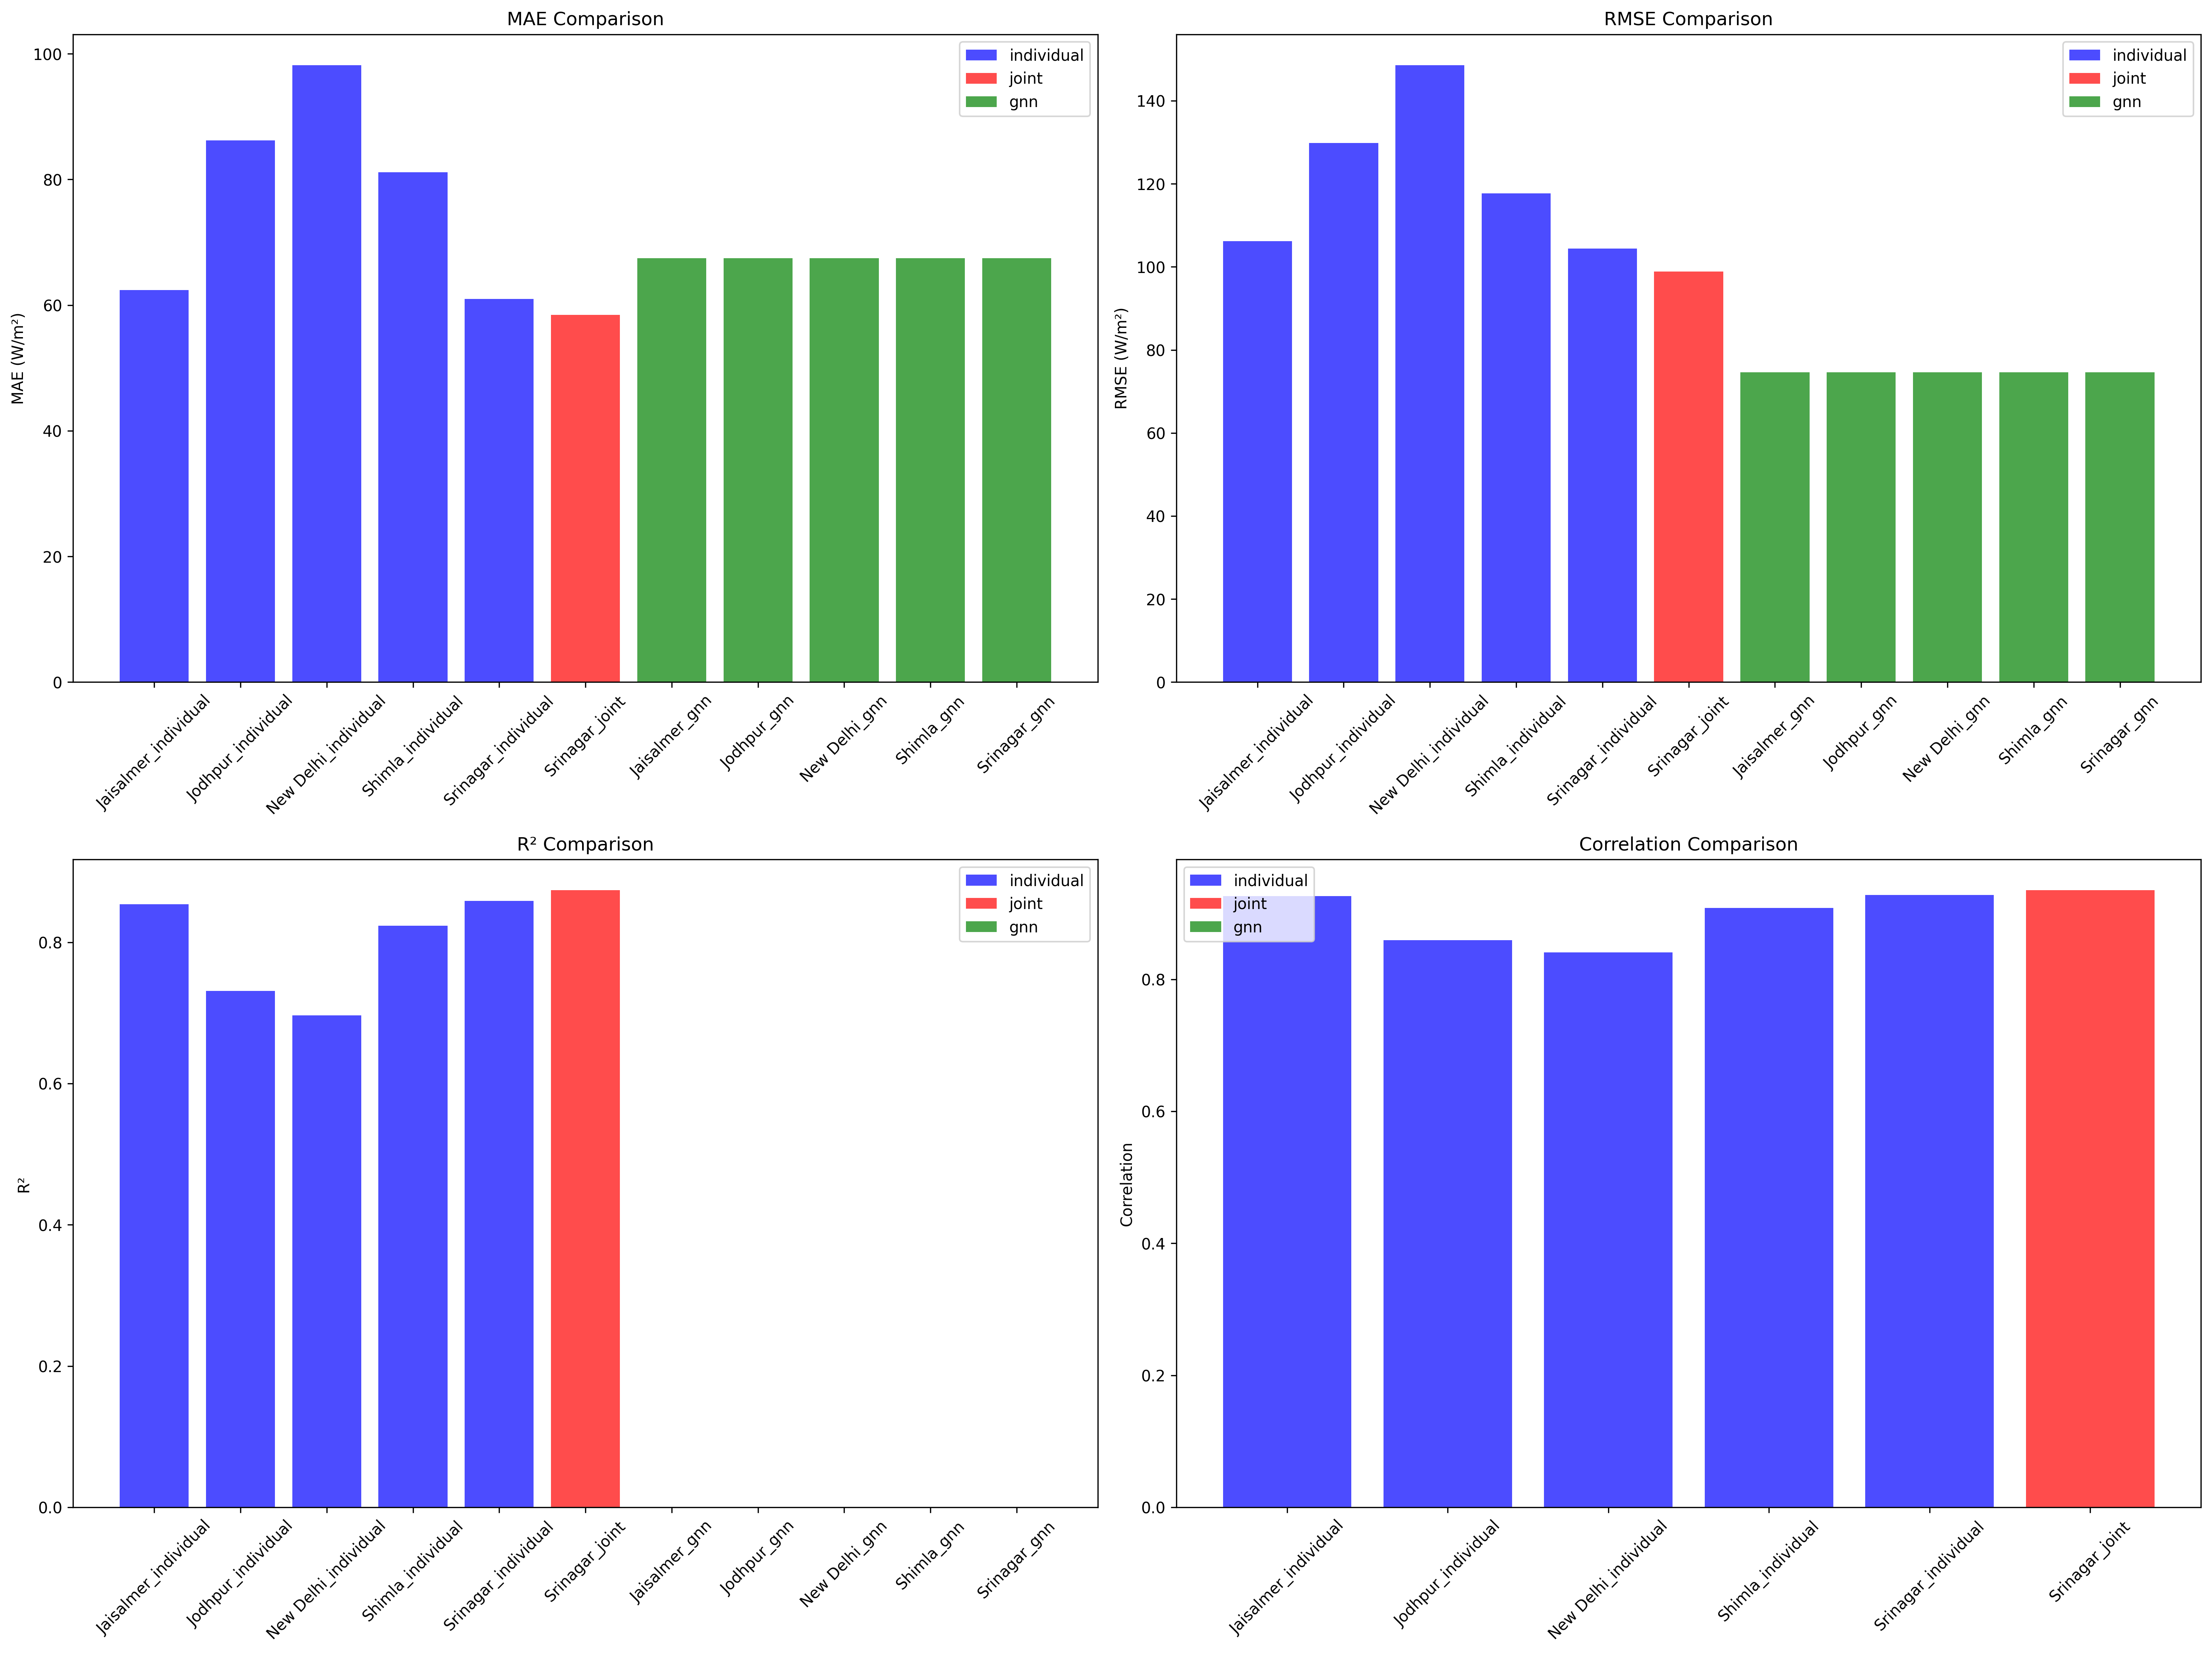 MAE Comparison
MAE (W/m²)
100
80
60
40
20
0
individual
joint
gnn
Jaisalmer_individual
Jodhpur_individual
New Delhi_individual
Shimla_individual
Srinagar_individual
Srinagar_joint
Jaisalmer_gnn
Jodhpur_gnn
New Delhi_gnn
Shimla_gnn
Srinagar_gnn
RMSE Comparison
RMSE (W/m²)
140
120
100
80
60
40
20
0
individual
joint
gnn
Jaisalmer_individual
Jodhpur_individual
New Delhi_individual
Shimla_individual
Srinagar_individual
Srinagar_joint
Jaisalmer_gnn
Jodhpur_gnn
New Delhi_gnn
Shimla_gnn
Srinagar_gnn
R² Comparison
R²
0.8
0.6
0.4
0.2
0.0
individual
joint
gnn
Jaisalmer_individual
Jodhpur_individual
New Delhi_individual
Shimla_individual
Srinagar_individual
Srinagar_joint
Jaisalmer_gnn
Jodhpur_gnn
New Delhi_gnn
Shimla_gnn
Srinagar_gnn
Correlation Comparison
Correlation
0.8
0.6
0.4
0.2
0.0
individual
joint
gnn
Jaisalmer_individual
Jodhpur_individual
New Delhi_individual
Shimla_individual
Srinagar_individual
Srinagar_joint